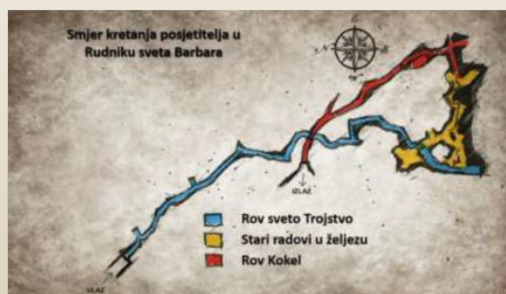 Smjer kretanja posjetitelja u
Rudniku sveta Barbara
IZLAZ
Rov sveto Trojstvo
Stari radovi u željezu
Rov Kokel
ULAZ